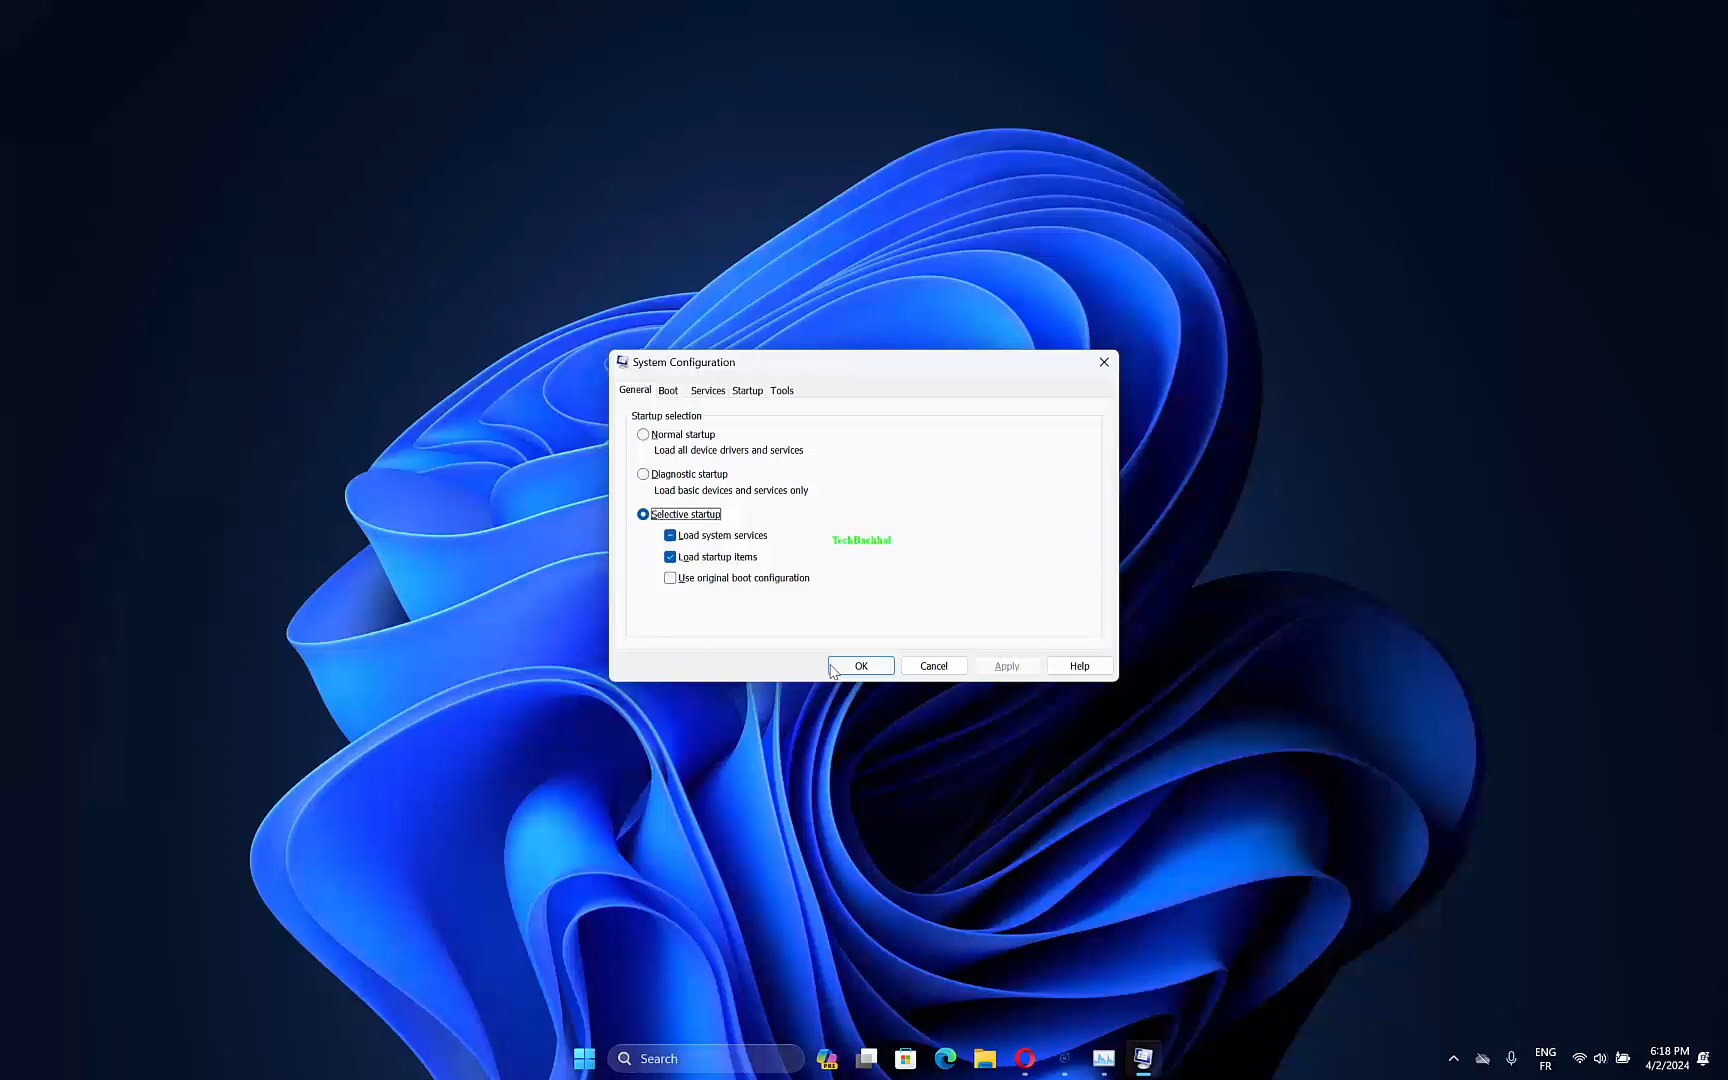 System Configuration
General Boot Services Startup Tools
Startup selection
Normal startup
Load all device drivers and services
Diagnostic startup
Load basic devices and services only
Selective startup
Load system services
TechBachhal
Load startup items
Use original boot configuration
OK Cancel Apply Help
Search
PRE
ENG
FR
6:18 PM
4/2/2024